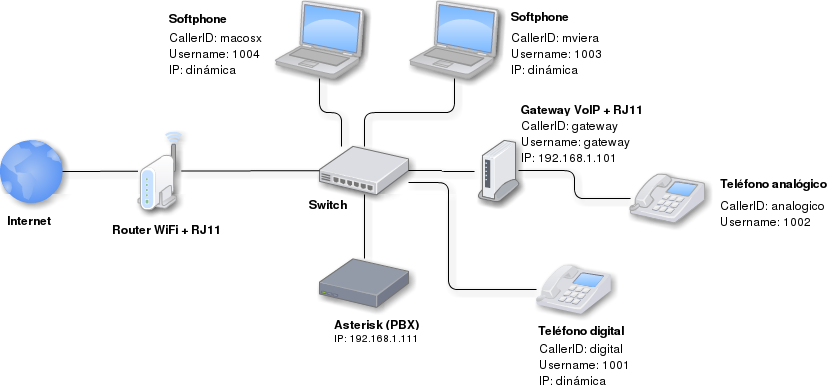 Softphone
CallerID: macosx
Username: 1004
IP: dinámica
Softphone
CallerID: mviera
Username: 1003
IP: dinámica
Gateway VoIP + RJ11
CallerID: gateway
Username: gateway
IP: 192.168.1.101
Teléfono analógico
CallerID: analogico
Username: 1002
Internet
Router WiFi + RJ11
Switch
Asterisk (PBX)
IP: 192.168.1.111
Teléfono digital
CallerID: digital
Username: 1001
IP: dinámica